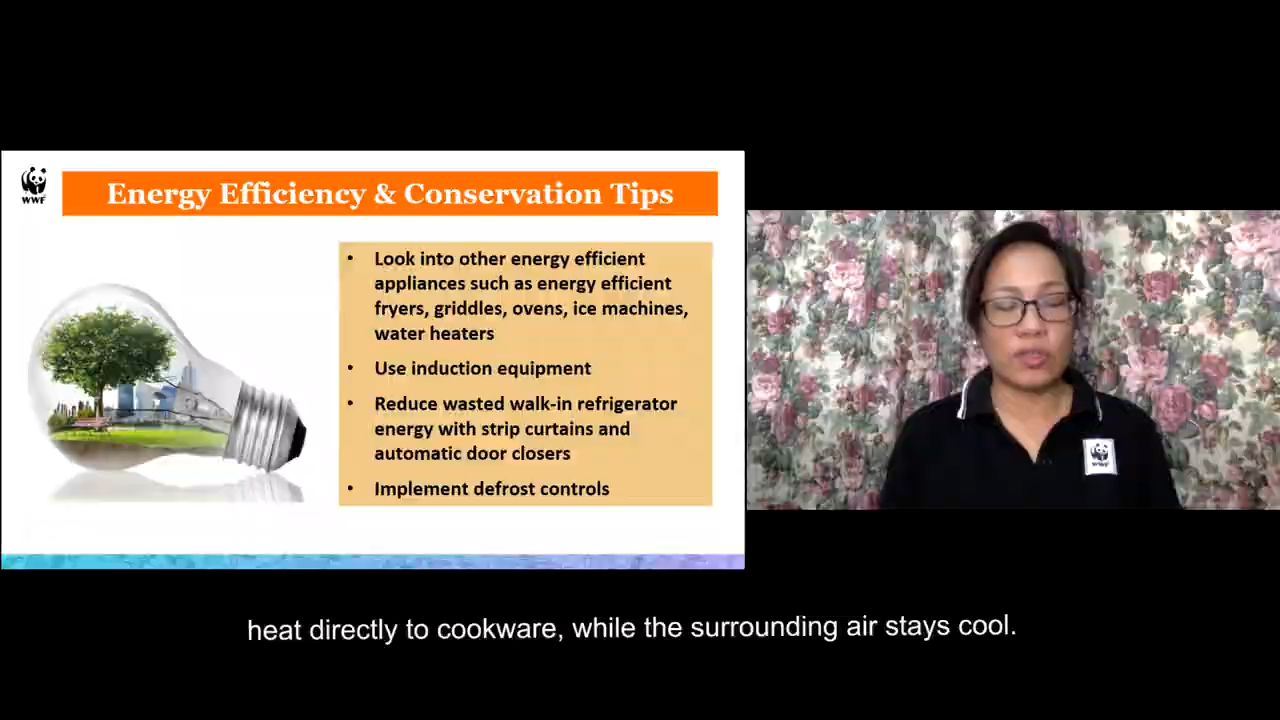 WWF
Energy Efficiency & Conservation Tips
• Look into other energy efficient
appliances such as energy efficient
fryers, griddles, ovens, ice machines,
water heaters
• Use induction equipment
• Reduce wasted walk-in refrigerator
energy with strip curtains and
automatic door closers
• Implement defrost controls
WWF
heat directly to cookware, while the surrounding air stays cool.